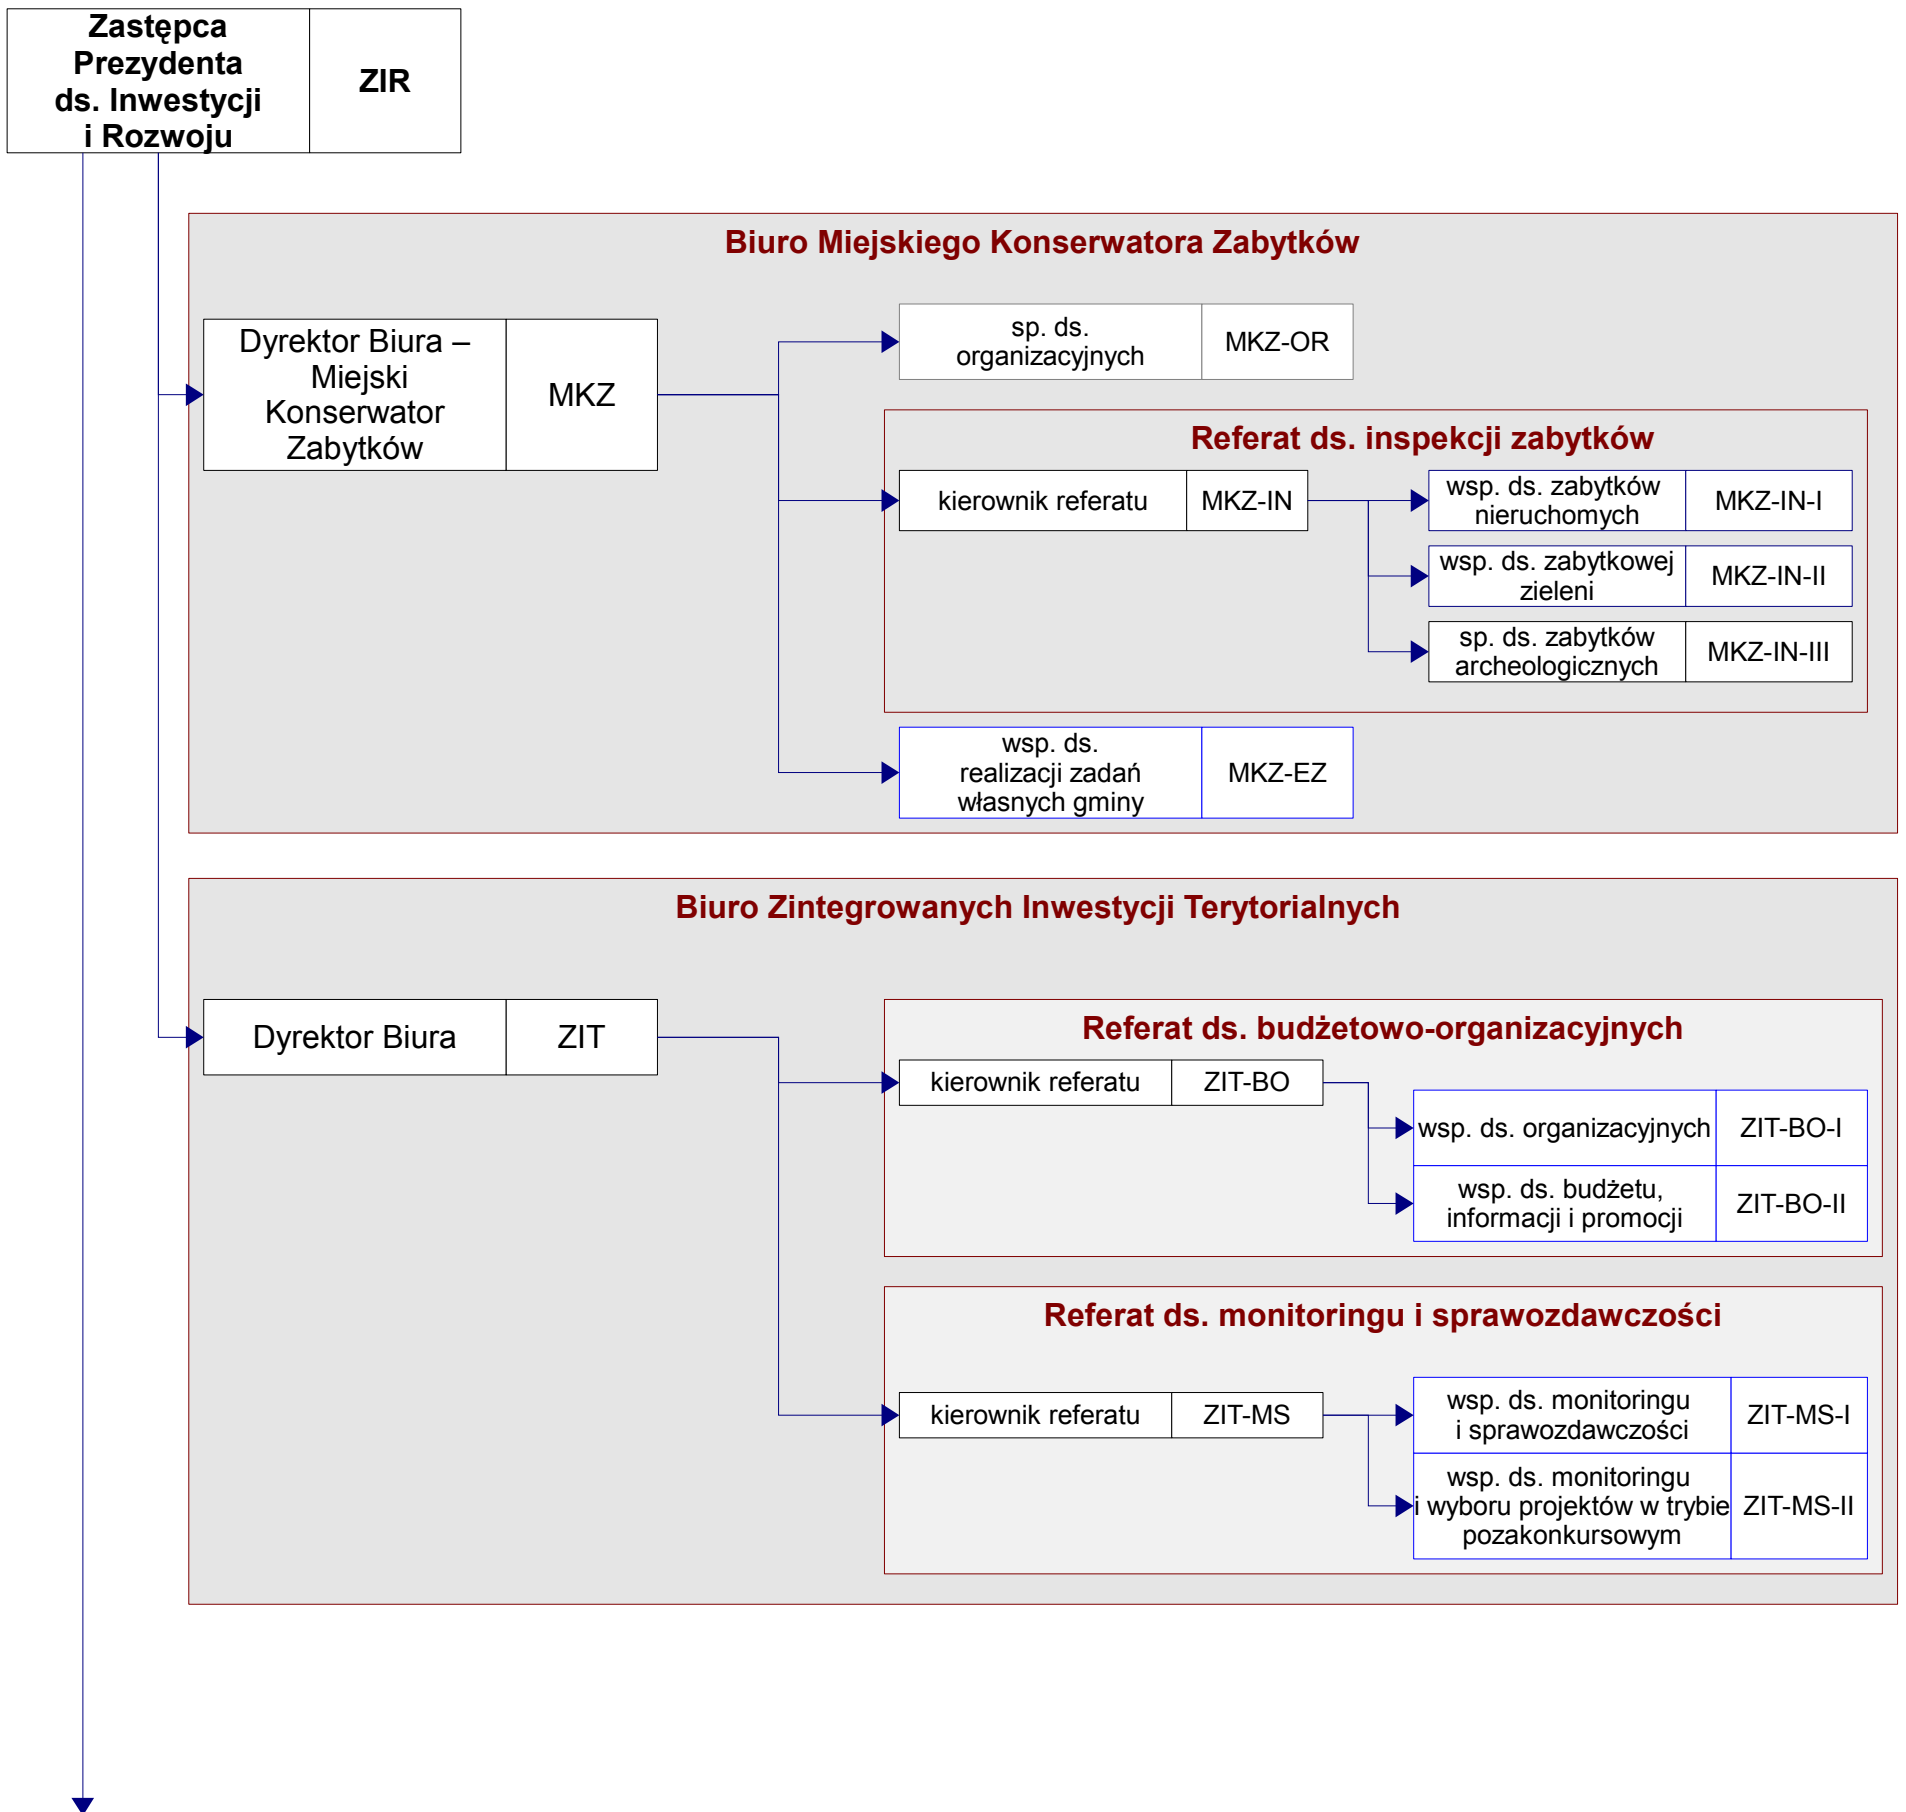 Zastępca
Prezydenta
ds. Inwestycji
i Rozwoju
ZIR
Biuro Miejskiego Konserwatora Zabytków
Dyrektor Biura –
Miejski
Konserwator
Zabytków
MKZ
sp. ds.
organizacyjnych
MKZ-OR
Referat ds. inspekcji zabytków
kierownik referatu
MKZ-IN
wsp. ds. zabytków
nieruchomych
MKZ-IN-I
wsp. ds. zabytkowej
zieleni
MKZ-IN-II
sp. ds. zabytków
archeologicznych
MKZ-IN-III
wsp. ds.
realizacji zadań
własnych gminy
MKZ-EZ
Biuro Zintegrowanych Inwestycji Terytorialnych
Dyrektor Biura
ZIT
Referat ds. budżetowo-organizacyjnych
kierownik referatu
ZIT-BO
wsp. ds. organizacyjnych
ZIT-BO-I
wsp. ds. budżetu,
informacji i promocji
ZIT-BO-II
Referat ds. monitoringu i sprawozdawczości
kierownik referatu
ZIT-MS
wsp. ds. monitoringu
i sprawozdawczości
ZIT-MS-I
wsp. ds. monitoringu
i wyboru projektów w trybie
pozakonkursowym
ZIT-MS-II